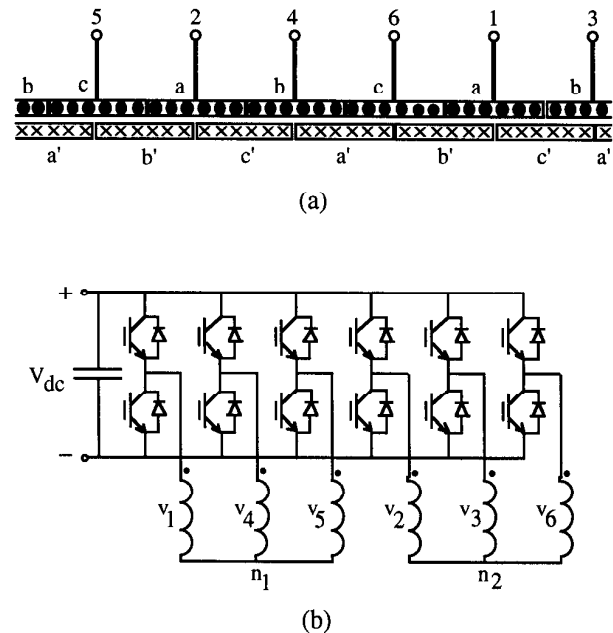 5 2 4 6 1 3
b c a b c a b
a' b' c' a' b' c' a'
(a)
+
V_dc
−
v_1 v_4 v_5 v_2 v_3 v_6
n_1 n_2
(b)